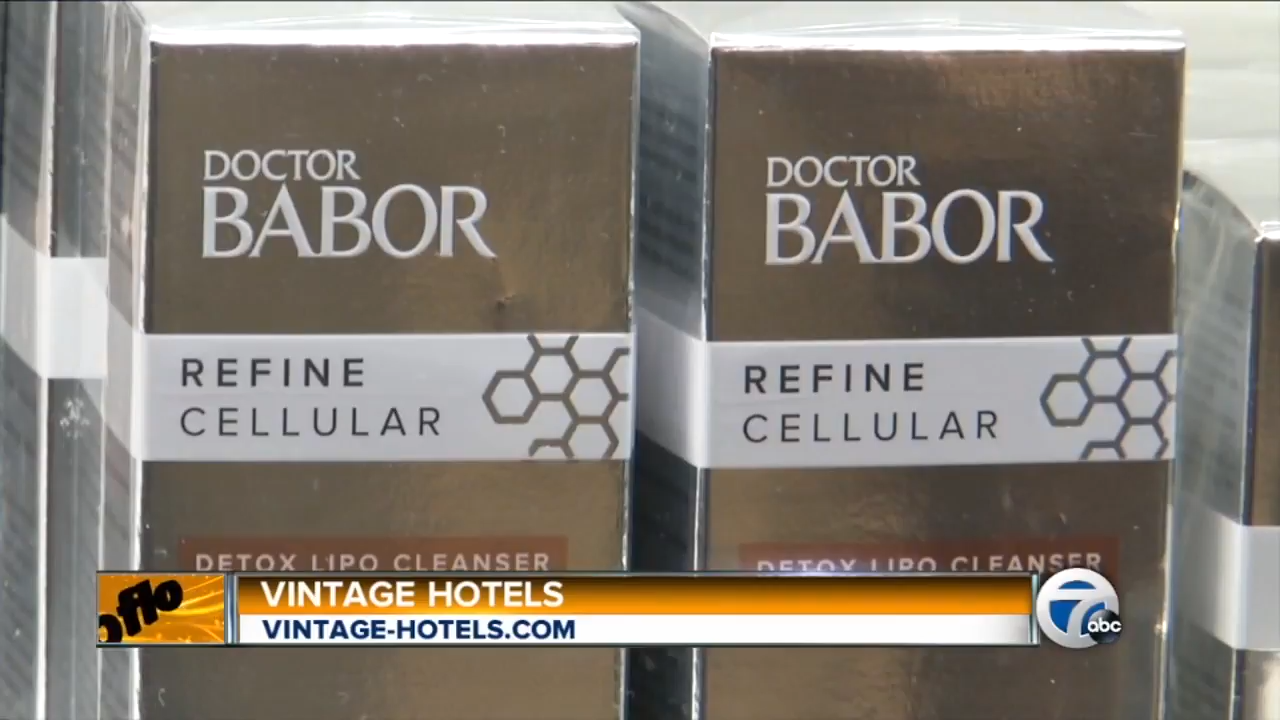 DOCTOR
BABOR
REFINE
CELLULAR
DETOX LIPO CLEANSER
DOCTOR
BABOR
REFINE
CELLULAR
DETOX LIPO CLEANSER
oflo
VINTAGE HOTELS
VINTAGE-HOTELS.COM
7
abc